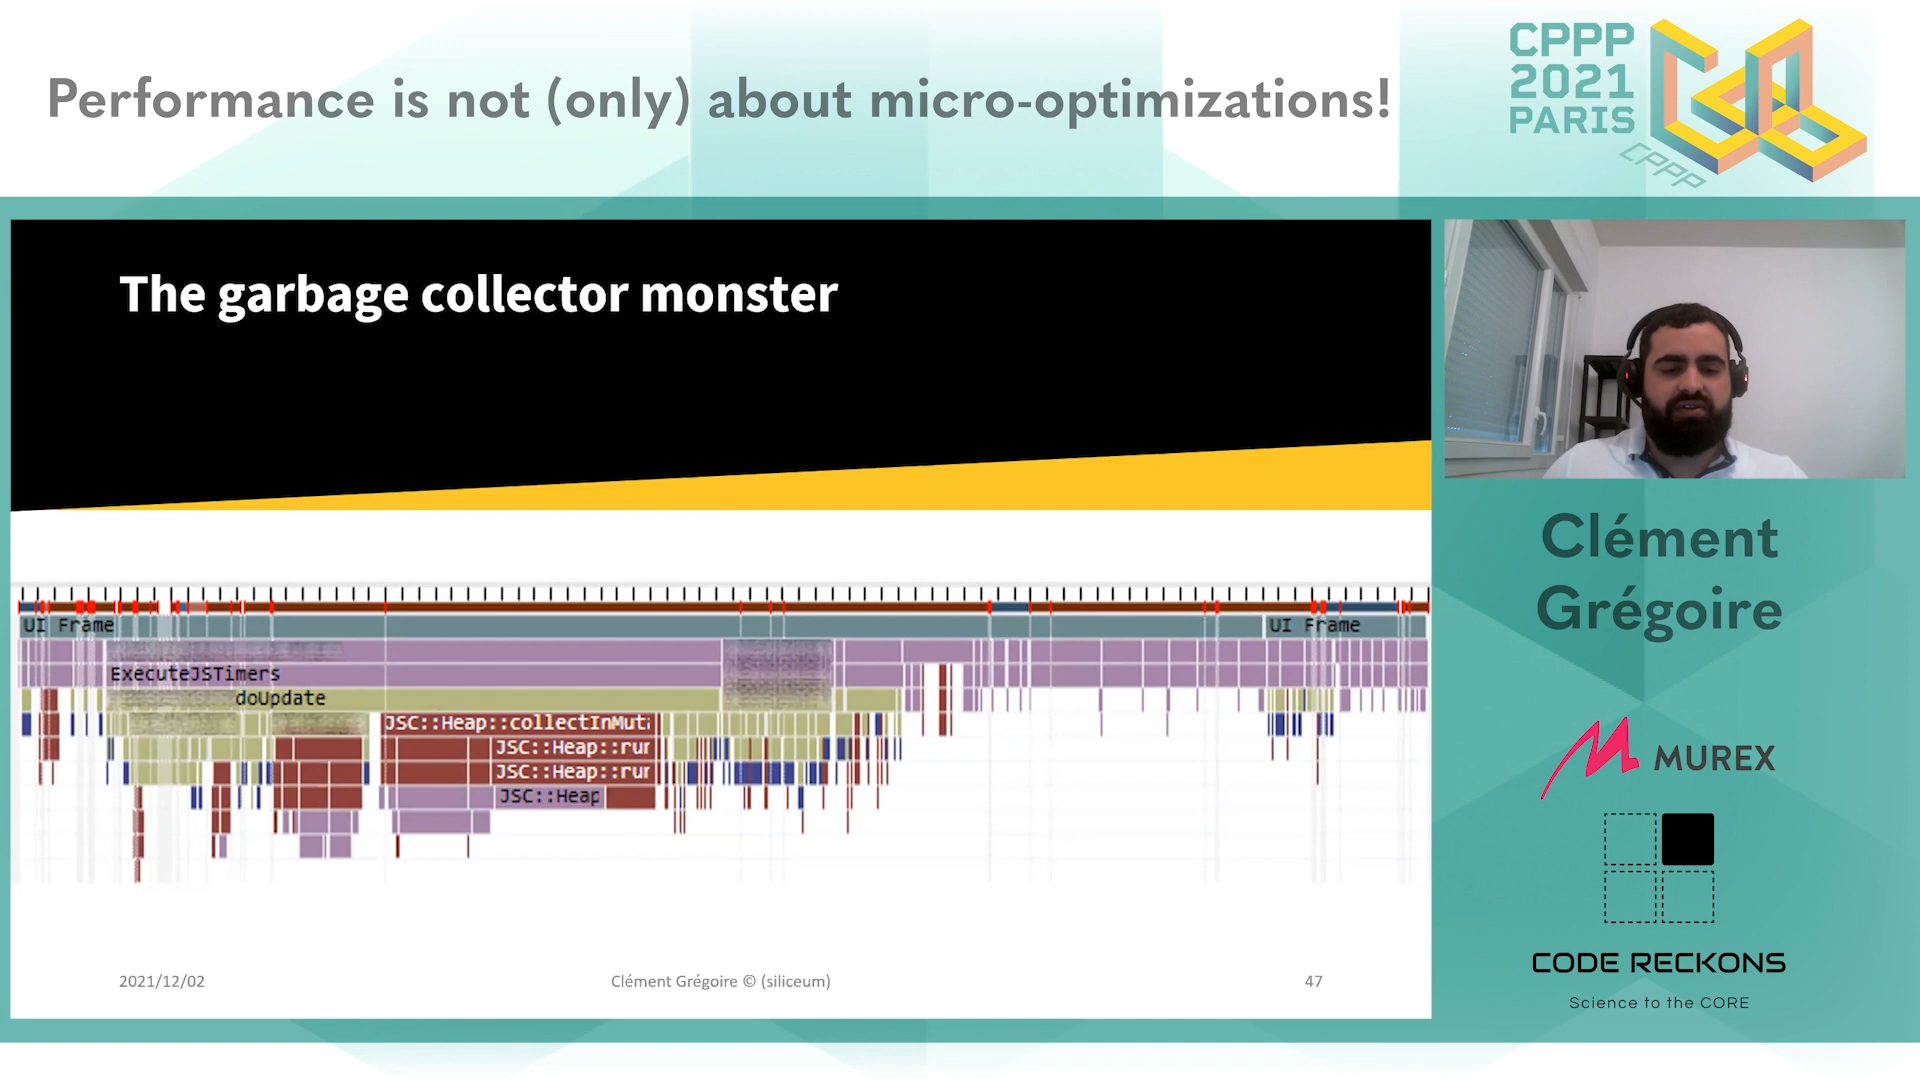 Performance is not (only) about micro-optimizations!
CPPP
2021
PARIS
CPPP
The garbage collector monster
UI Frame
UI Frame
ExecuteJSTimers
doUpdate
JSC::Heap::collectInMut
JSC::Heap::rur
JSC::Heap::rur
JSC::Heap
2021/12/02
Clément Grégoire © (siliceum)
47
Clément
Grégoire
MUREX
CODE RECKONS
Science to the CORE